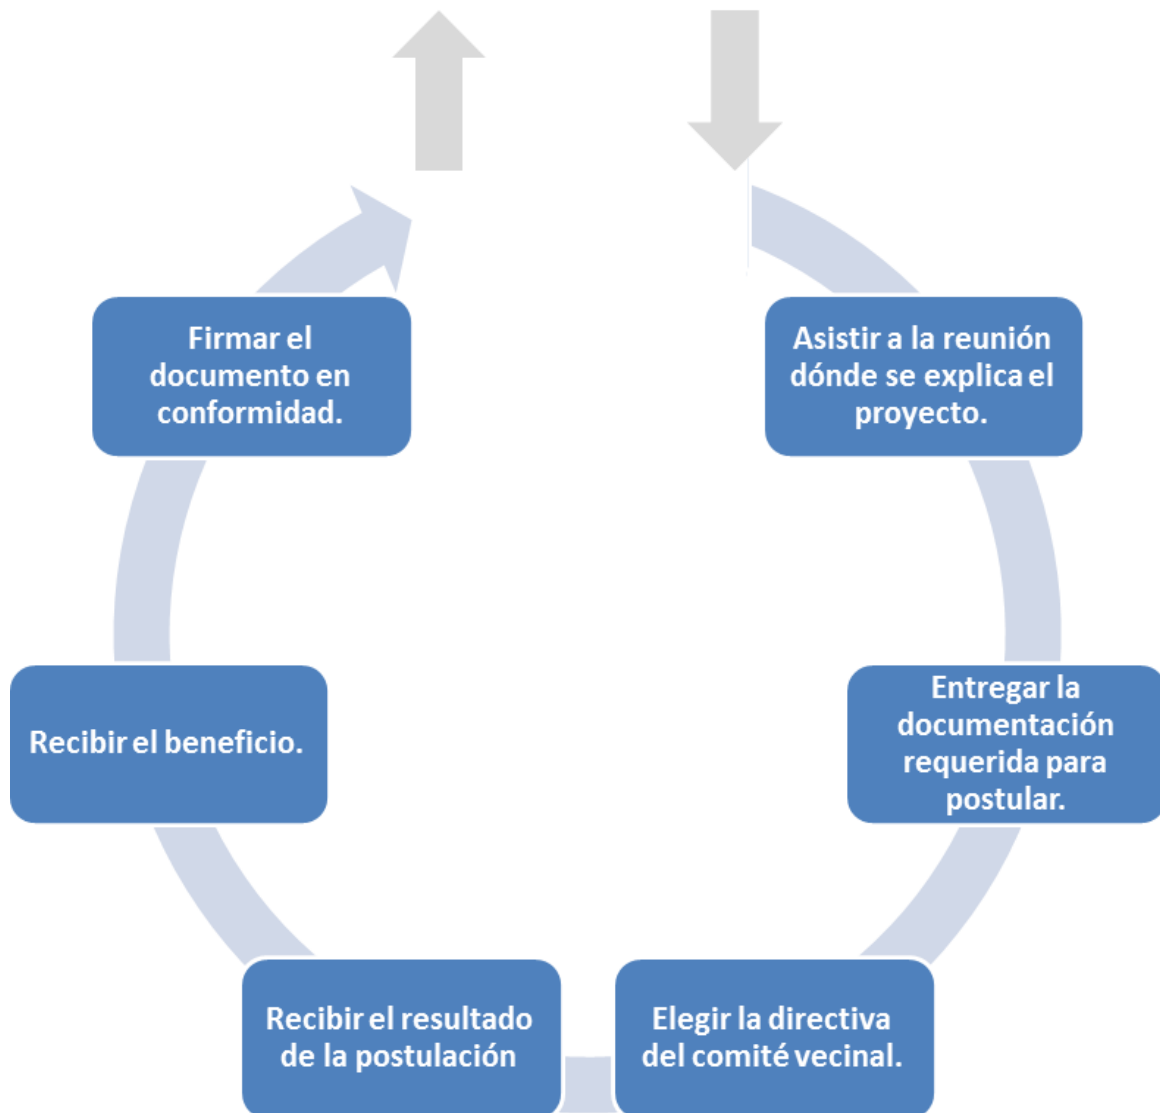 Asistir a la reunión
dónde se explica el
proyecto.
Entregar la
documentación
requerida para
postular.
Elegir la directiva
del comité vecinal.
Recibir el resultado
de la postulación
Recibir el beneficio.
Firmar el
documento en
conformidad.